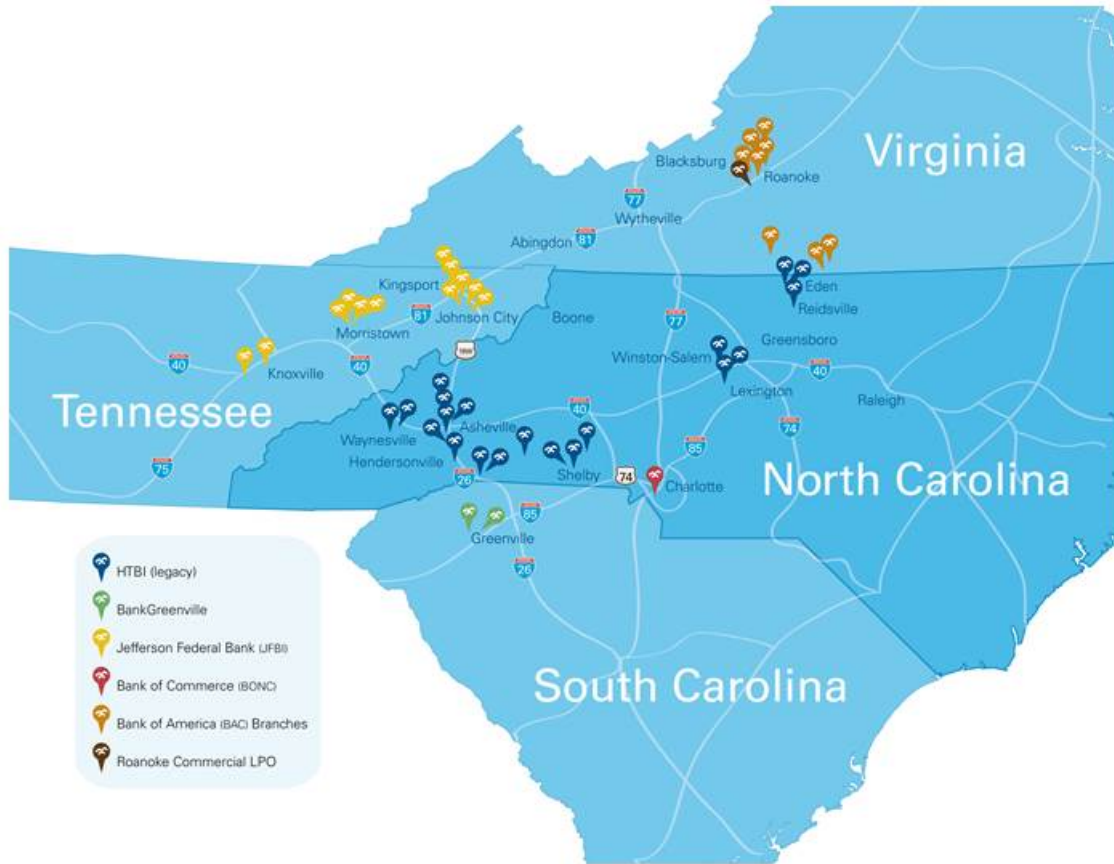 Virginia
Blacksburg
Roanoke
77
Wytheville
Abingdon
81
Kingsport
Eden
Reidsville
81
Johnson City
Boone
Morristown
77
Greensboro
Winston-Salem
40
Knoxville
40
40
Lexington
Raleigh
Tennessee
Asheville
40
74
Waynesville
Hendersonville
85
75
26
Shelby
74
Charlotte
North Carolina
85
Greenville
26
South Carolina
HTBI (legacy)
BankGreenville
Jefferson Federal Bank (JFBI)
Bank of Commerce (BONC)
Bank of America (BAC) Branches
Roanoke Commercial LPO